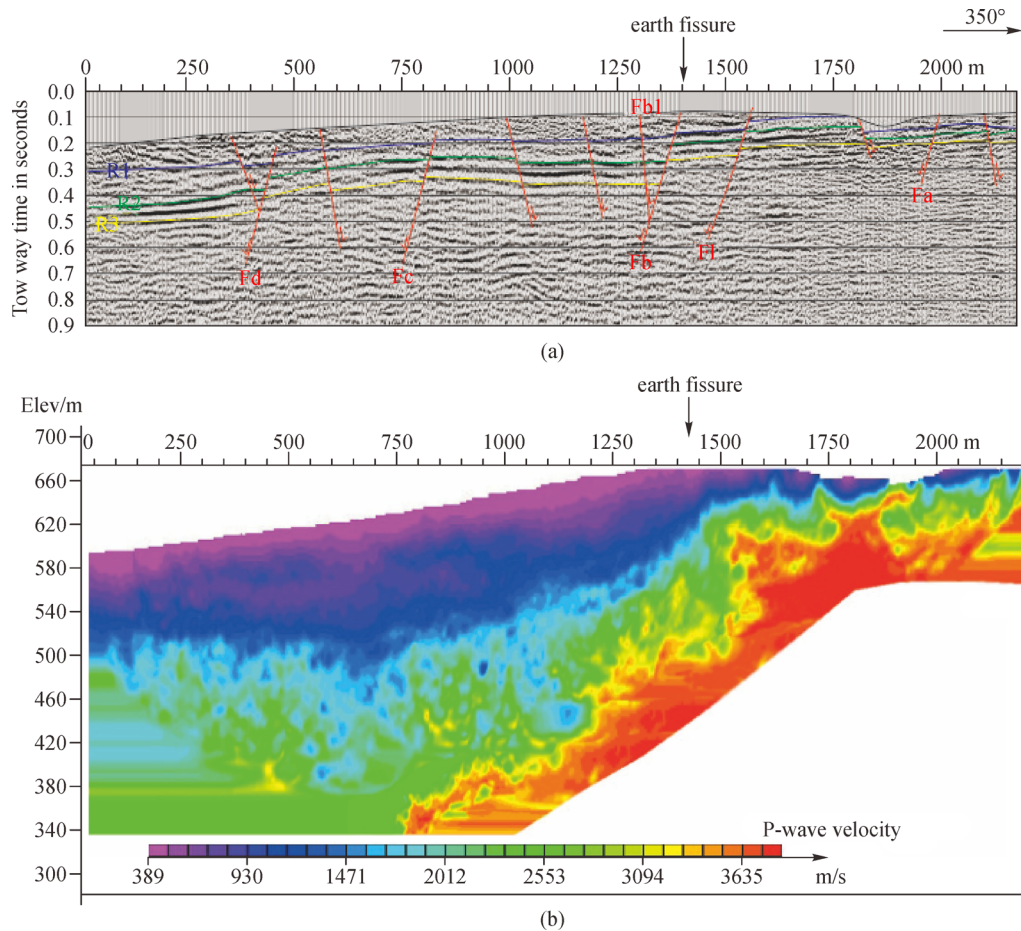 earth fissure
350°
0 250 500 750 1000 1250 1500 1750 2000 m
0.0
Fb1
0.1
0.2
R1
0.3
R2
0.4
Fa
R3
0.5
0.6
Fb
Fd
Fc
0.7
0.8
0.9
Tow way time in seconds
(a)
earth fissure
Elev/m
700
0 250 500 750 1000 1250 1500 1750 2000 m
660
620
580
540
500
460
420
380
340
P-wave velocity
300
389 930 1471 2012 2553 3094 3635 m/s
(b)